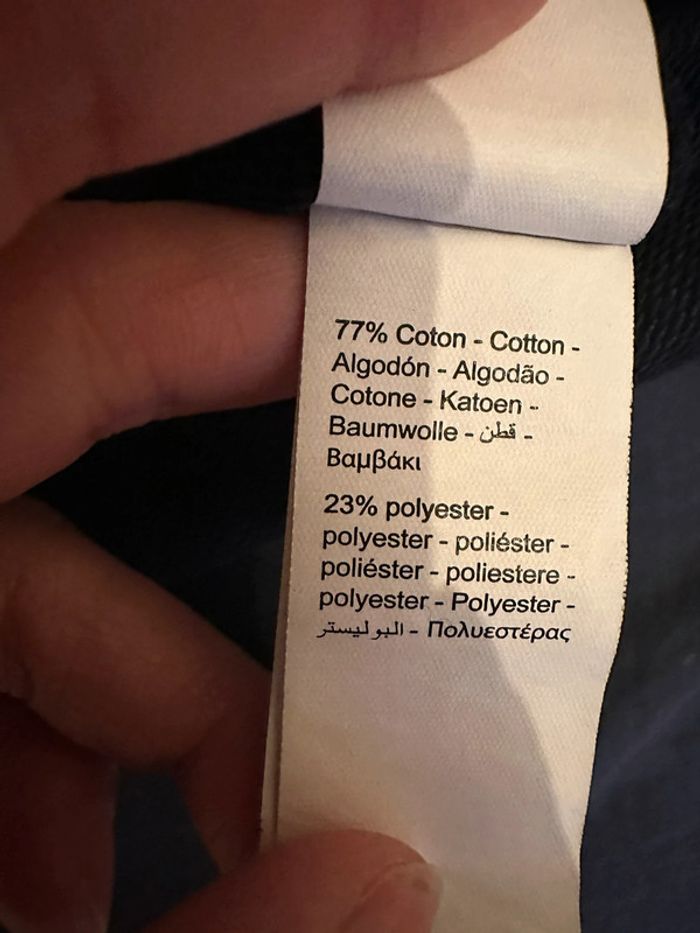 77% Coton - Cotton -
Algodón - Algodão -
Cotone - Katoen -
Baumwolle - قطن -
Βαμβάκι
23% polyester -
polyester - poliéster -
poliéster - poliestere -
polyester - Polyester -
البوليستر - Πολυεστέρας